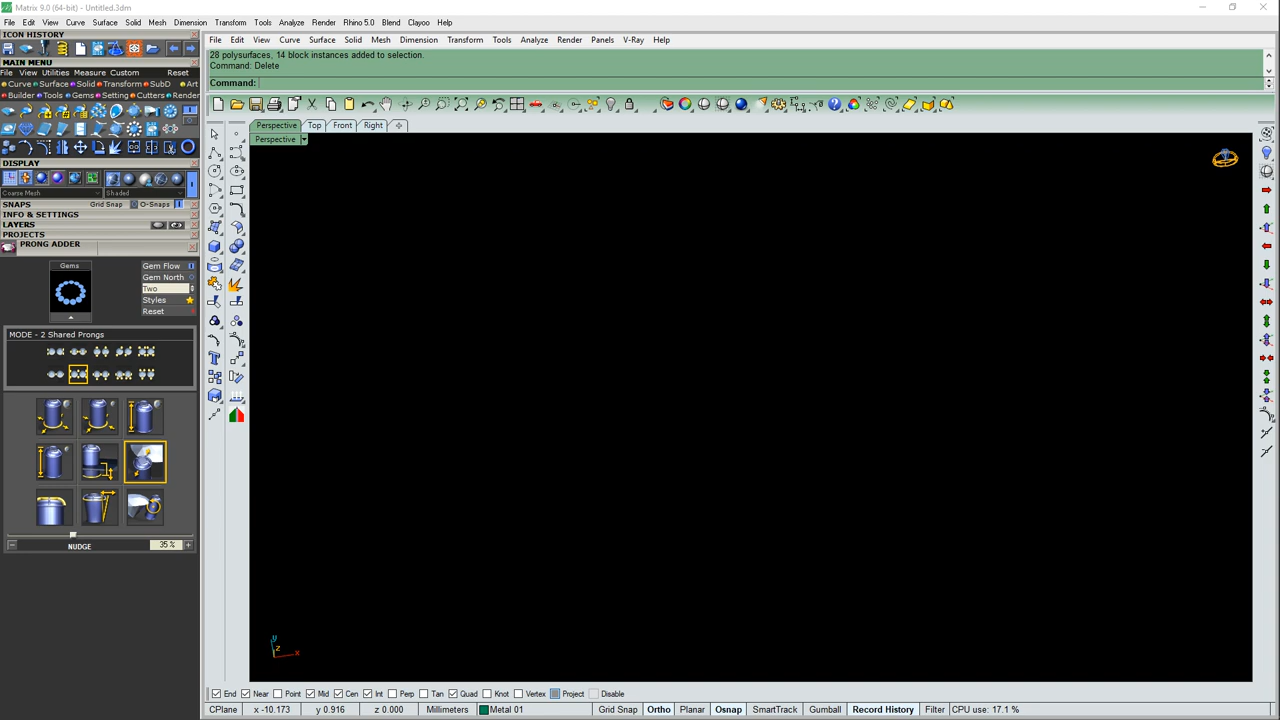 Matrix 9.0 (64-bit) - Untitled.3dm
File Edit View Curve Surface Solid Mesh Dimension Transform Tools Analyze Render Rhino 5.0 Blend Clayoo Help
ICON HISTORY
MAIN MENU
File View Utilities Measure Custom Reset
Curve Surface Solid Transform SubD Art
Builder Tools Gems Setting Cutters Render
DISPLAY
Coarse Mesh Shaded
SNAPS Grid Snap O-Snaps
INFO & SETTINGS
LAYERS
PROJECTS
PRONG ADDER
Gems
Gem Flow
Gem North
Two
Styles
Reset
MODE - 2 Shared Prongs
NUDGE 35 %
File Edit View Curve Surface Solid Mesh Dimension Transform Tools Analyze Render Panels V-Ray Help
28 polysurfaces, 14 block instances added to selection.
Command: Delete
Command:
Perspective Top Front Right
Perspective
y
z
x
End Near Point Mid Cen Int Perp Tan Quad Knot Vertex Project Disable
CPlane x -10.173 y 0.916 z 0.000 Millimeters Metal 01 Grid Snap Ortho Planar Osnap SmartTrack Gumball Record History Filter CPU use: 17.1 %